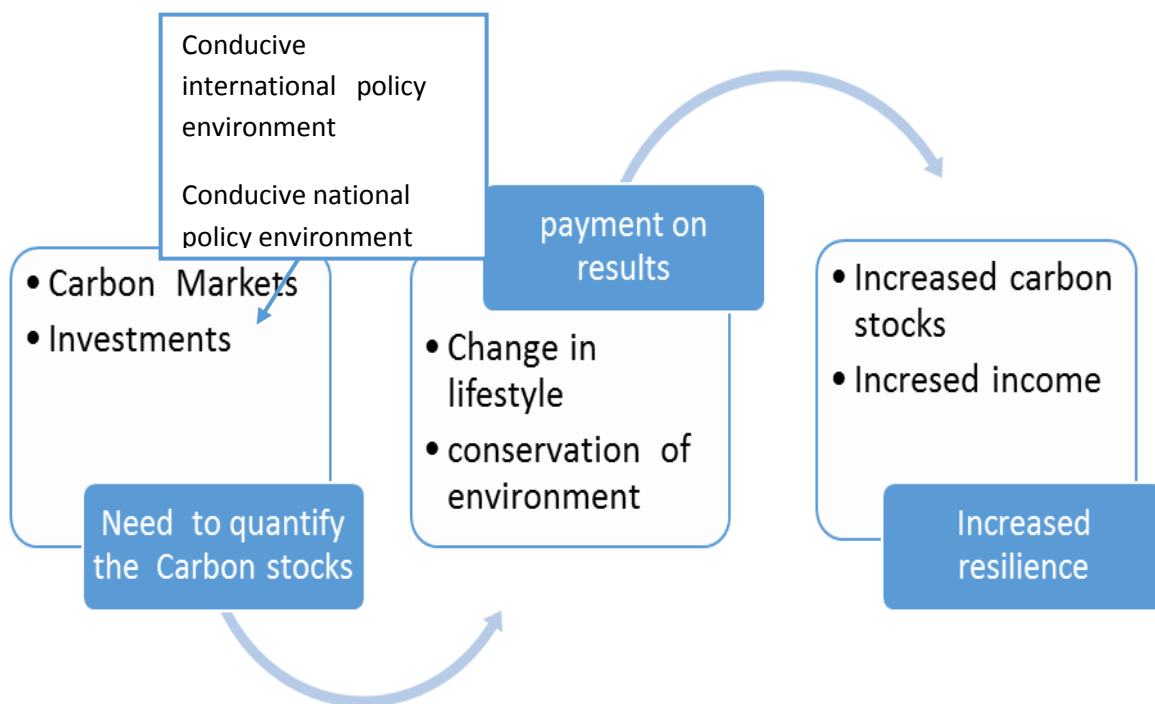 Conducive
international policy
environment
Conducive national
policy environment
• Carbon Markets
• Investments
Need to quantify
the Carbon stocks
payment on
results
• Change in
lifestyle
• conservation of
environment
• Increased carbon
stocks
• Incresed income
Increased
resilience